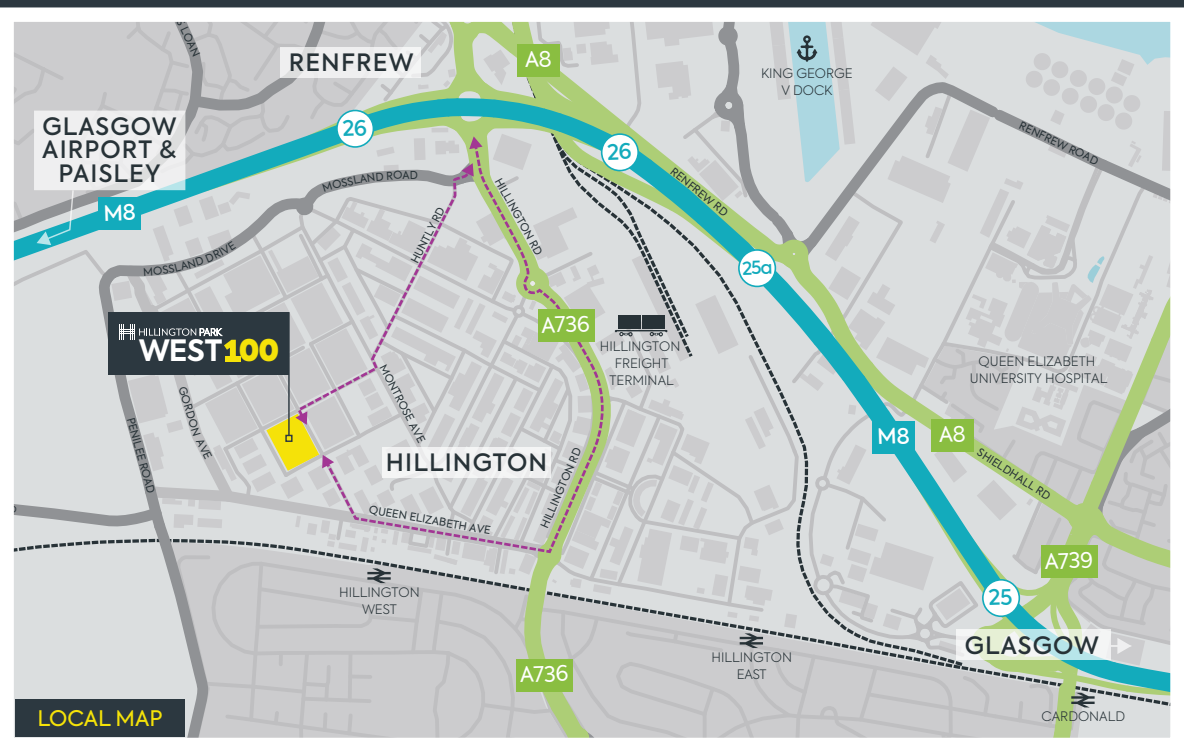 S LOAN
RENFREW
A8
KING GEORGE
V DOCK
GLASGOW
AIRPORT &
PAISLEY
26
26
RENFREW ROAD
MOSSLAND ROAD
RENFREW RD
M8
HUNTLY RD
HILLINGTON RD
MOSSLAND DRIVE
25a
HILLINGTON PARK
WEST100
A736
HILLINGTON
FREIGHT
TERMINAL
QUEEN ELIZABETH
UNIVERSITY HOSPITAL
GORDON AVE
MONTROSE AVE
PENILEE ROAD
HILLINGTON
M8
A8
SHIELDHALL RD
HILLINGTON RD
QUEEN ELIZABETH AVE
A739
HILLINGTON
WEST
25
GLASGOW
HILLINGTON
EAST
A736
CARDONALD
LOCAL MAP